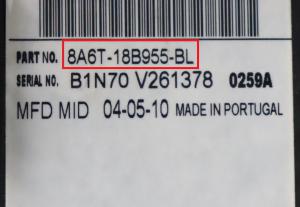 PART NO. 8A6T-18B955-BL
SERIAL NO. B1N70 V261378 0259A
MFD MID 04-05-10 MADE IN PORTUGAL